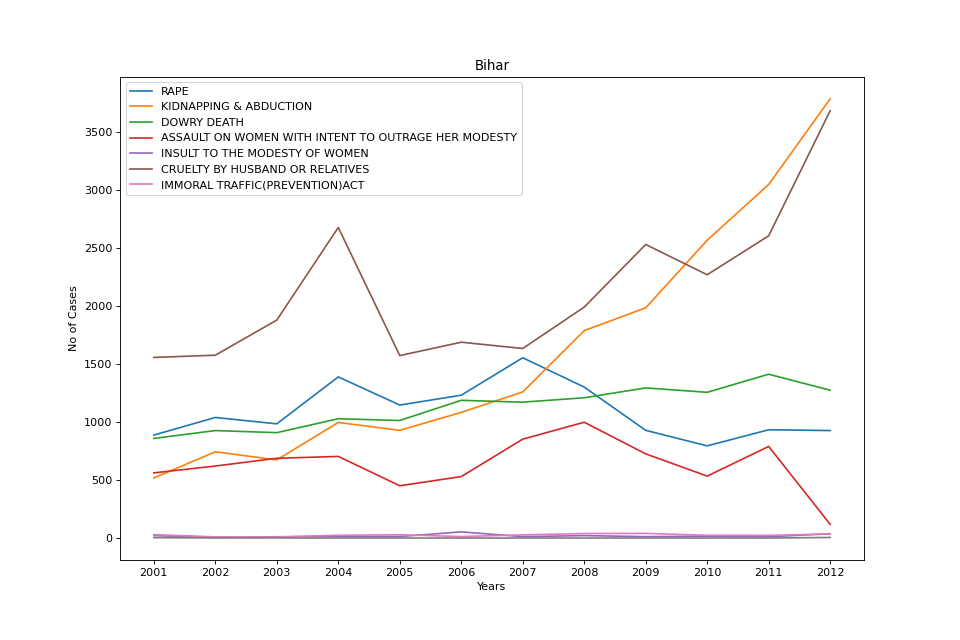 Bihar
RAPE
KIDNAPPING & ABDUCTION
DOWRY DEATH
ASSAULT ON WOMEN WITH INTENT TO OUTRAGE HER MODESTY
INSULT TO THE MODESTY OF WOMEN
CRUELTY BY HUSBAND OR RELATIVES
IMMORAL TRAFFIC(PREVENTION)ACT
3500
3000
2500
2000
1500
1000
500
0
No of Cases
2001 2002 2003 2004 2005 2006 2007 2008 2009 2010 2011 2012
Years